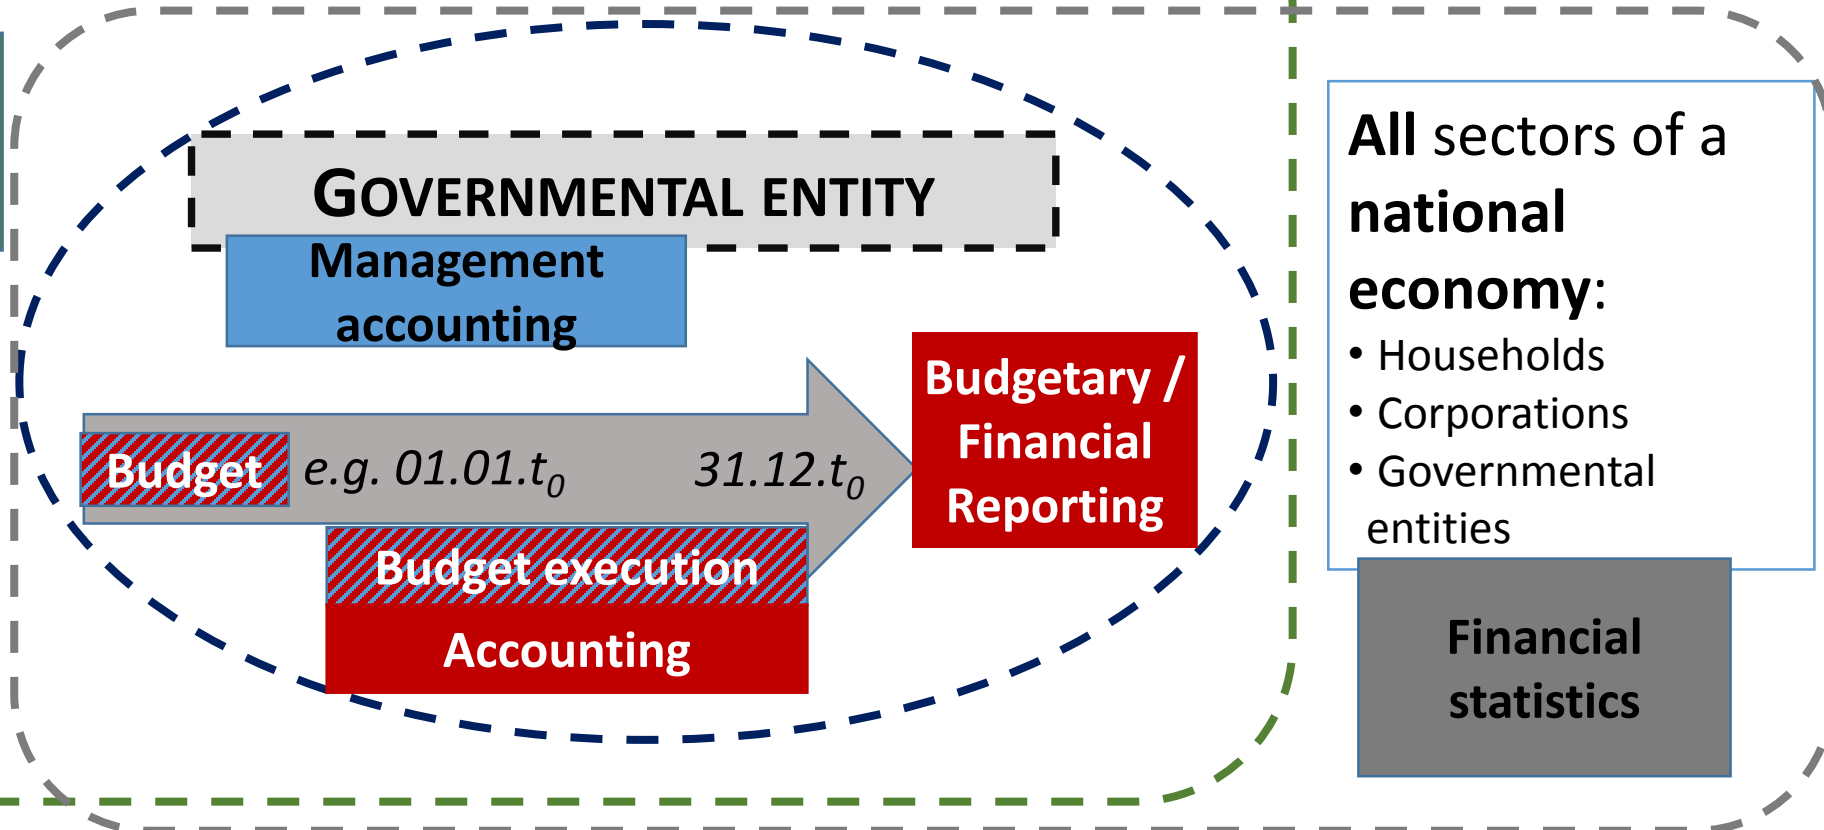 GOVERNMENTAL ENTITY
Management
accounting
Budget
e.g. 01.01.t0
31.12.t0
Budgetary /
Financial
Reporting
Budget execution
Accounting
All sectors of a
national
economy:
• Households
• Corporations
• Governmental
entities
Financial
statistics